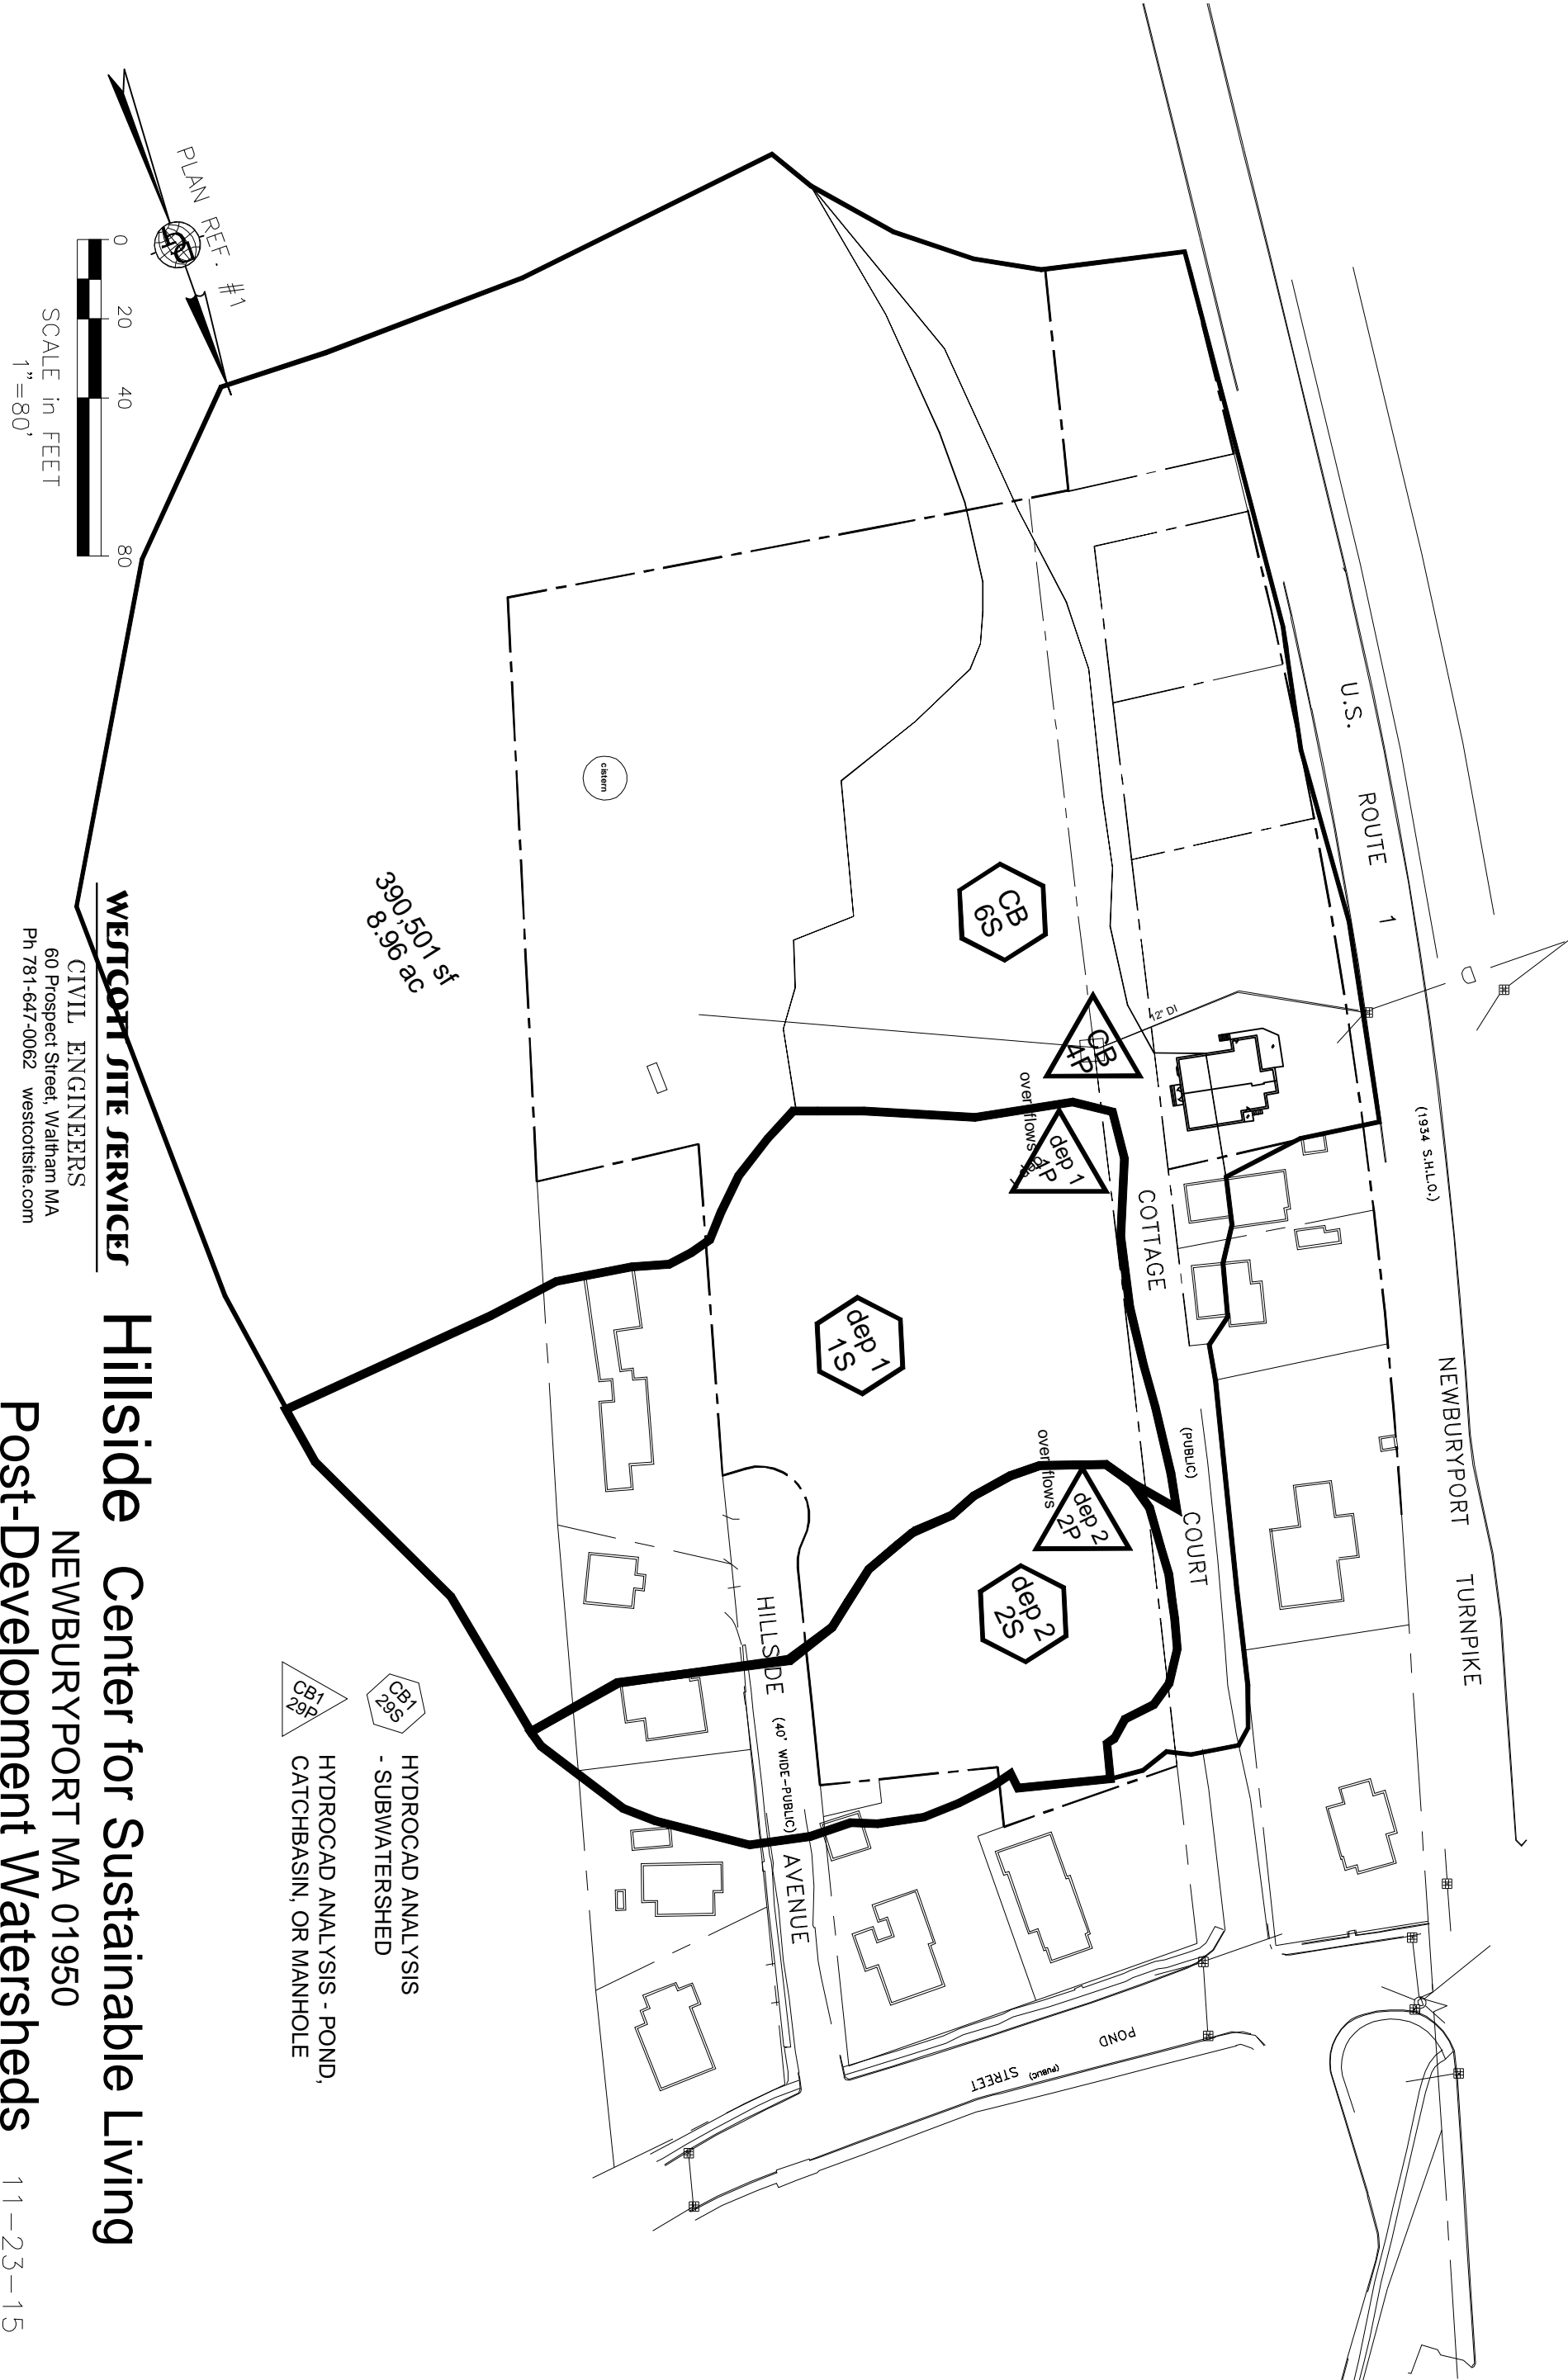 U.S. ROUTE 1
(1934 S.H.L.O.)
NEWBURYPORT TURNPIKE
PLAN REF. #1
0 20 40 80
SCALE in FEET
1"=80'
cistern
390,501 sf
8.96 ac
CB
6S
CB
4P
12" DI
overflows
dep 1
1P
dep 1
1S
overflows
dep 2
2P
dep 2
2S
COTTAGE COURT
(PUBLIC)
HILLSIDE AVENUE
(40' WIDE-PUBLIC)
POND STREET
(PUBLIC)
CB1
29S
HYDROCAD ANALYSIS
- SUBWATERSHED
CB1
29P
HYDROCAD ANALYSIS - POND,
CATCHBASIN, OR MANHOLE
WESTCOTT SITE SERVICES
CIVIL ENGINEERS
60 Prospect Street, Waltham MA
Ph 781-647-0062 westcottsite.com
Hillside Center for Sustainable Living
NEWBURYPORT MA 01950
Post-Development Watersheds 11-23-15